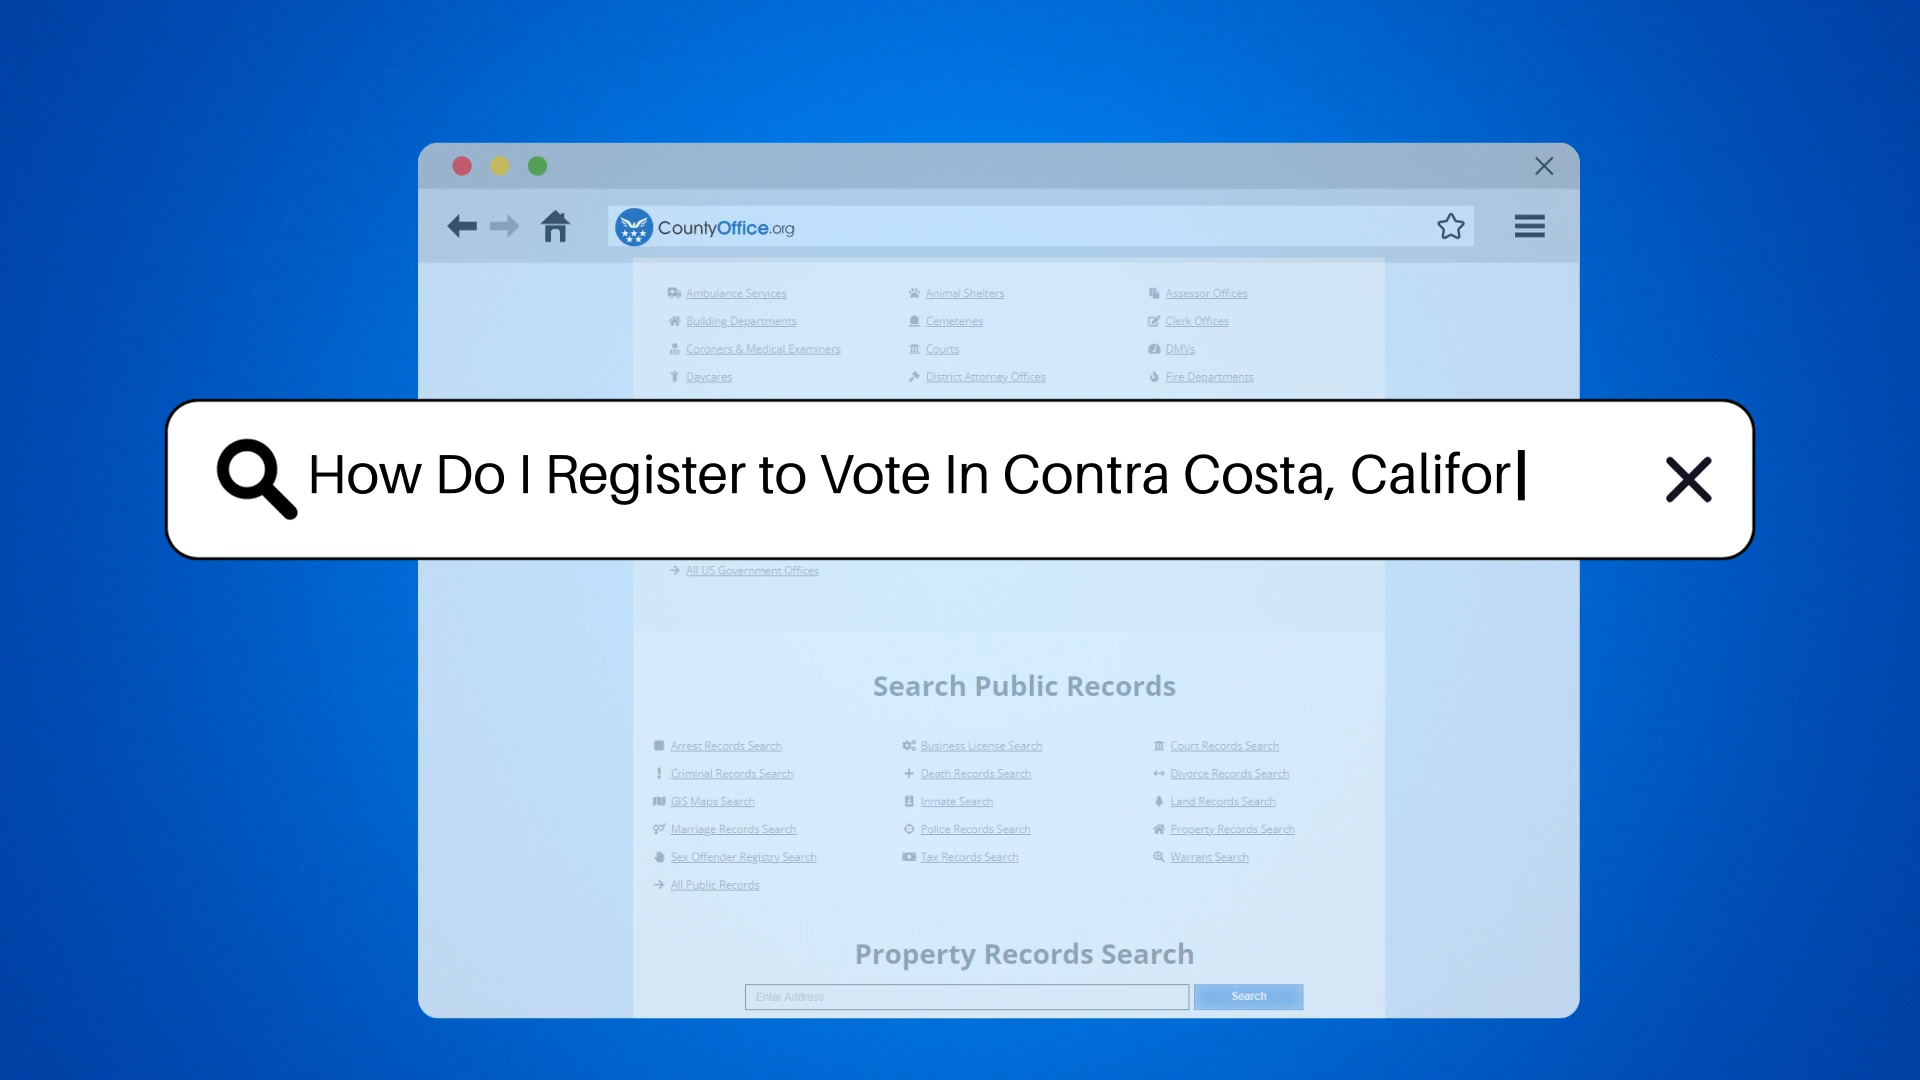 CountyOffice.org
Ambulance Services Animal Shelters Assessor Offices
Building Departments Cemeteries Clerk Offices
Coroners & Medical Examiners Courts DMVs
Daycares District Attorney Offices Fire Departments
How Do I Register to Vote In Contra Costa, Califor
All US Government Offices
Search Public Records
Arrest Records Search Business License Search Court Records Search
Criminal Records Search Death Records Search Divorce Records Search
GIS Maps Search Inmate Search Land Records Search
Marriage Records Search Police Records Search Property Records Search
Sex Offender Registry Search Tax Records Search Warrant Search
All Public Records
Property Records Search
Enter Address Search